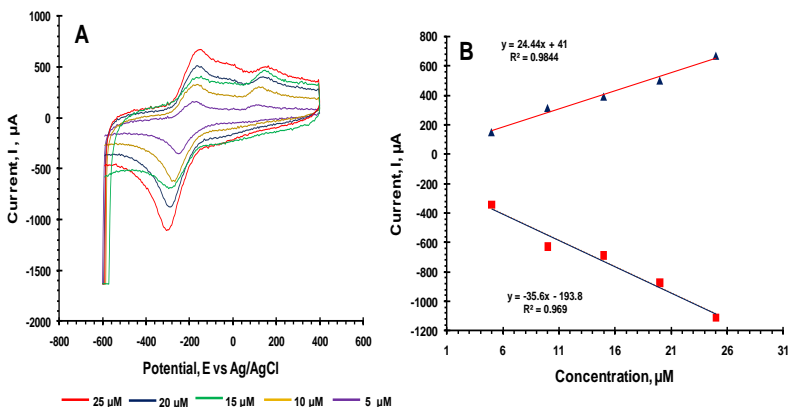 A
1000
500
0
-500
-1000
-1500
-2000
-800
-600
-400
-200
0
200
400
600
Current, I , µA
Potential, E vs Ag/AgCl
25 µM
20 µM
15 µM
10 µM
5 µM
B
800
600
400
200
0
-200
-400
-600
-800
-1000
-1200
1
6
11
16
21
26
31
Current, I, µA
Concentration, µM
y = 24.44x + 41
R² = 0.9844
y = -35.6x - 193.8
R² = 0.969